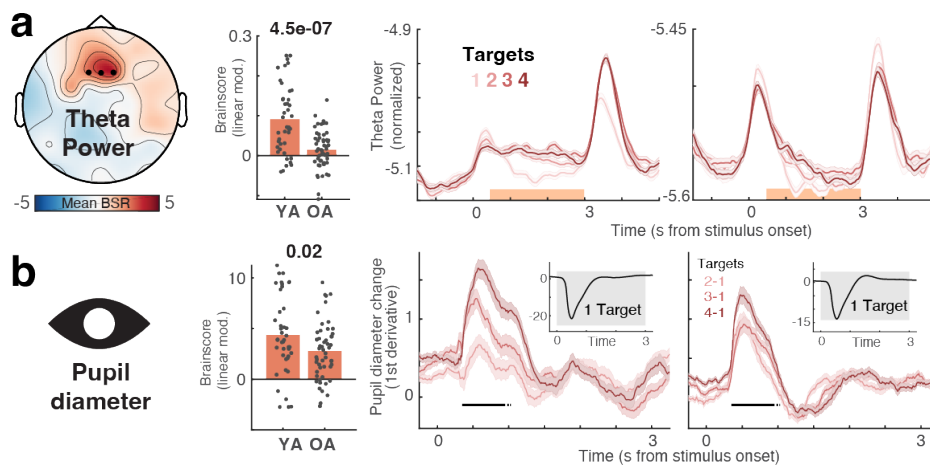 a
Theta
Power
-5
Mean BSR
5
4.5e-07
Brainscore
(linear mod.)
0.3
0
YA
OA
Theta Power
(normalized)
-4.9
-5.1
Targets
1 2 3 4
0
3
-5.45
-5.6
0
3
Time (s from stimulus onset)
b
Pupil
diameter
0.02
Brainscore
(linear mod.)
10
0
YA OA
Pupil diameter change
(1st derivative)
2
1
0
0
-20
1 Target
0
Time
3
0
3
Targets
2-1
3-1
4-1
0
-15
1 Target
0
Time
3
0
3
Time (s from stimulus onset)